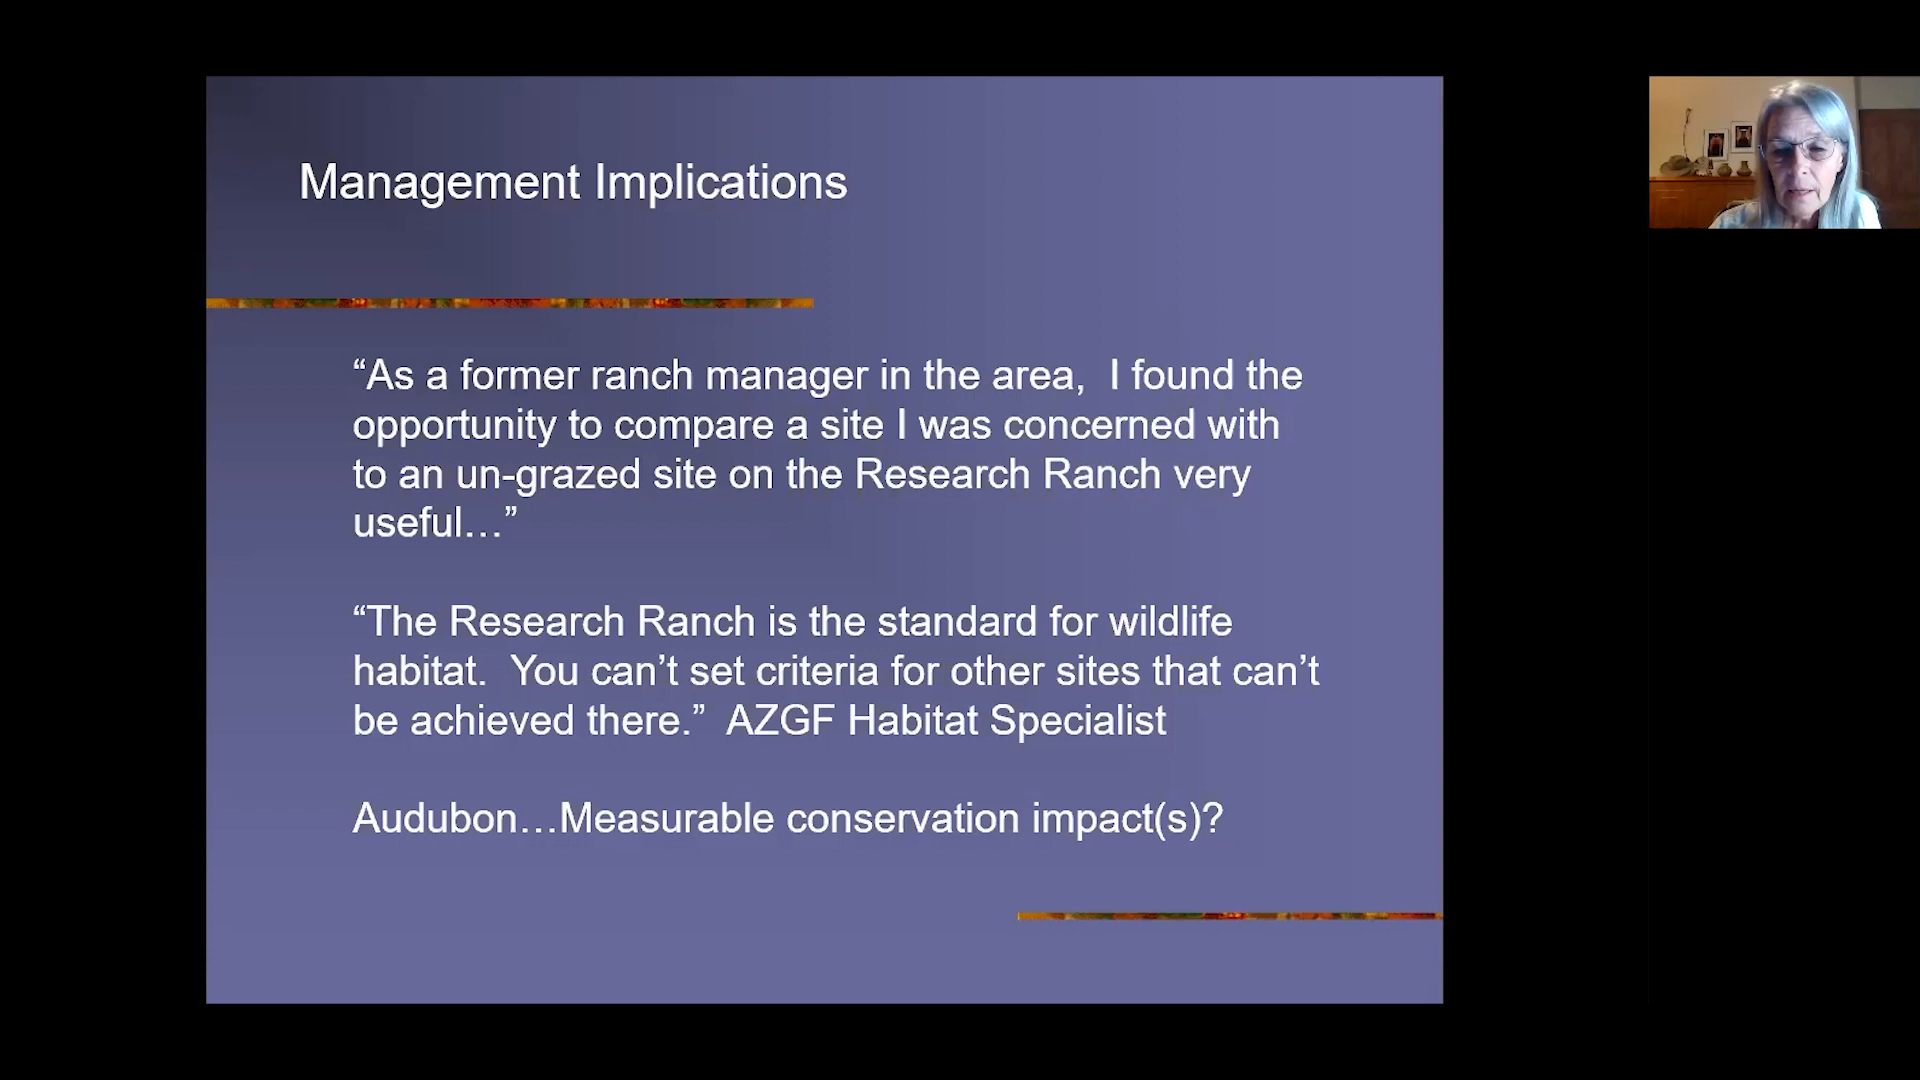 Management Implications
“As a former ranch manager in the area,  I found the
opportunity to compare a site I was concerned with
to an un-grazed site on the Research Ranch very
useful…”
“The Research Ranch is the standard for wildlife
habitat.  You can’t set criteria for other sites that can’t
be achieved there.”  AZGF Habitat Specialist
Audubon…Measurable conservation impact(s)?